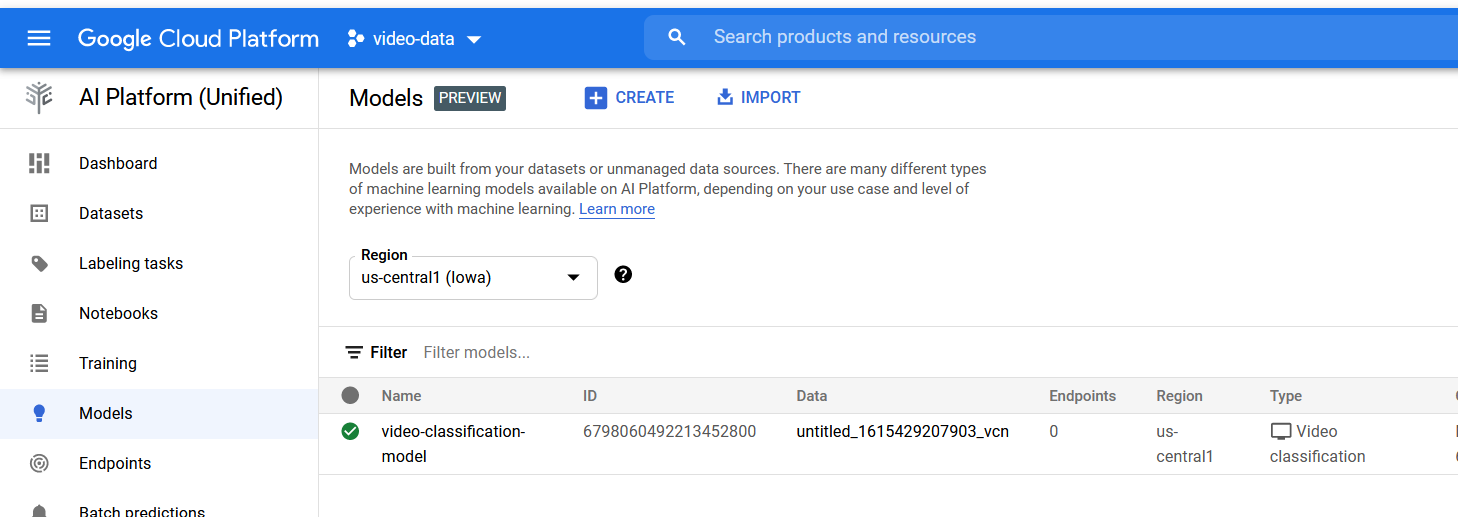 Google Cloud Platform
video-data
Search products and resources
AI Platform (Unified)
Models PREVIEW
CREATE
IMPORT
Dashboard
Datasets
Labeling tasks
Notebooks
Training
Models
Endpoints
Batch predictions
Models are built from your datasets or unmanaged data sources. There are many different types
of machine learning models available on AI Platform, depending on your use case and level of
experience with machine learning. Learn more
Region
us-central1 (Iowa)
Filter Filter models...
Name ID Data Endpoints Region Type
video-classification- 6798060492213452800 untitled_1615429207903_vcn 0 us- Video
model central1 classification